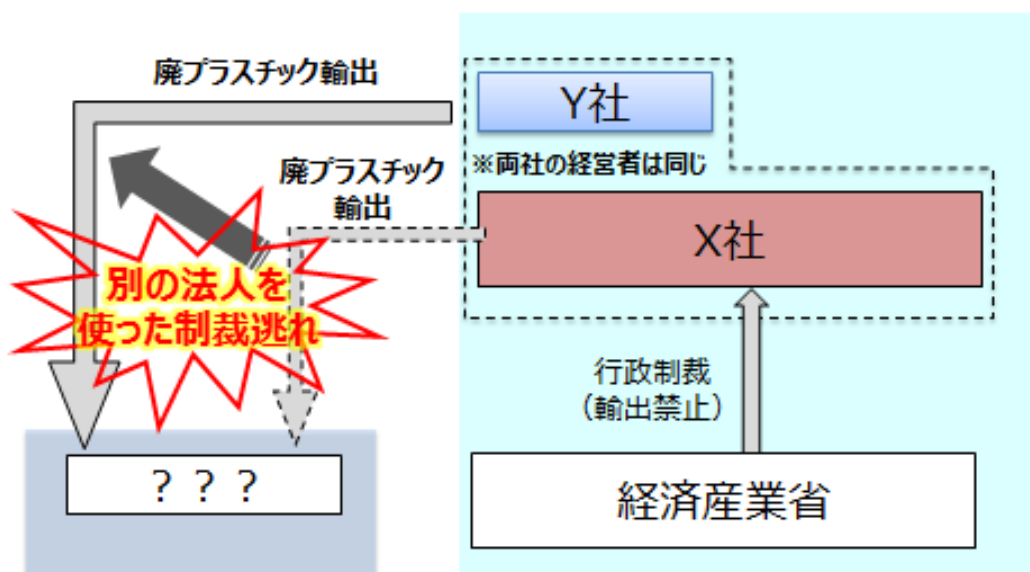 廃プラスチック輸出
Y社
※両社の経営者は同じ
廃プラスチック
輸出
X社
別の法人を
使った制裁逃れ
行政制裁
（輸出禁止）
？？？
経済産業省